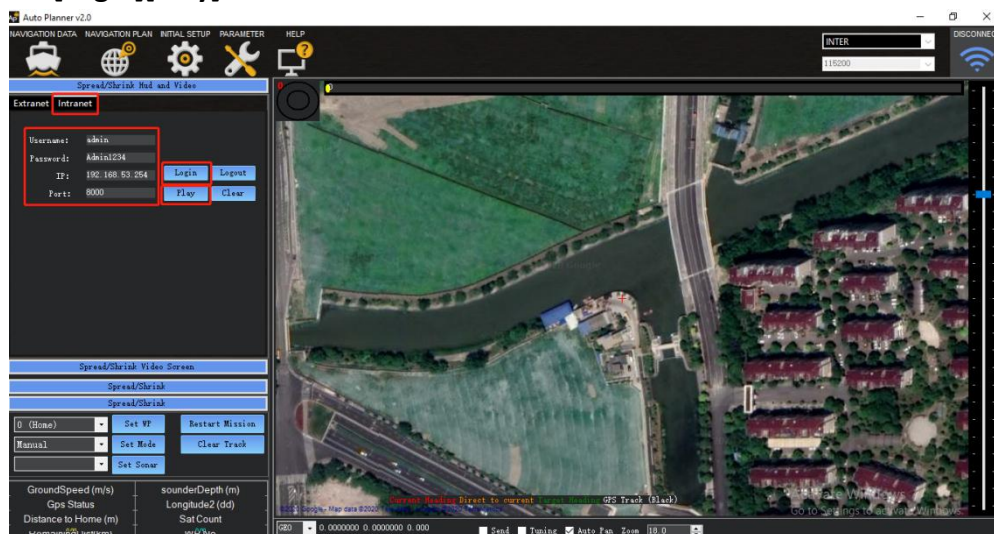 Auto Planner v2.0
NAVIGATION DATA NAVIGATION PLAN INITIAL SETUP PARAMETER HELP
INTER
DISCONNEC
115200
Spread/Shrink Hud and Video
Extranet Intranet
Username: admin
Password: Admin1234
IP: 192.168.53.254 Login Logout
Port: 8000 Play Clear
Spread/Shrink Video Screen
Spread/Shrink
Spread/Shrink
0 (Home) Set WP Restart Mission
Manual Set Mode Clear Track
Set Sonar
GroundSpeed (m/s) sounderDepth (m)
Gps Status Longitude2 (dd)
Distance to Home (m) Sat Count
Current Heading Direct to current Target Heading GPS Track (Black)
Go to Settings to activate Windows.
GEO 0.0000000 0.0000000 0.000 Send Tuning Auto Pan Zoom 18.0